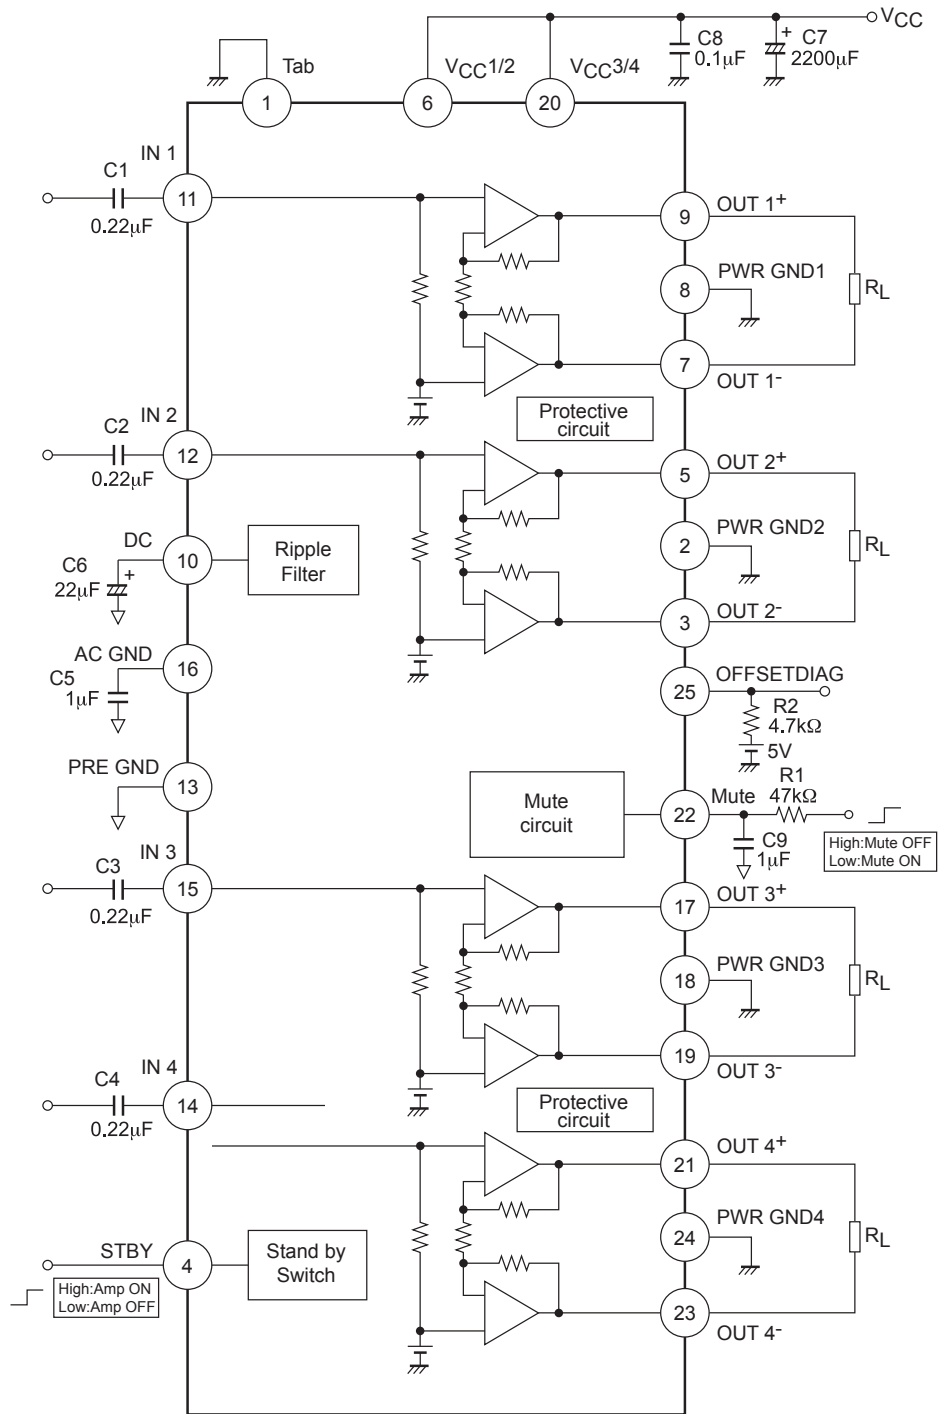 VCC
C8
0.1μF
+ C7
2200μF
Tab
VCC1/2
VCC3/4
1
6
20
IN 1
C1
0.22μF
11
9
OUT 1+
PWR GND1
8
RL
7
OUT 1-
Protective
circuit
IN 2
C2
0.22μF
12
5
OUT 2+
DC
10
Ripple
Filter
C6
22μF
+
PWR GND2
2
RL
3
OUT 2-
AC GND
16
C5
1μF
25
OFFSETDIAG
R2
4.7kΩ
5V
PRE GND
13
Mute
circuit
22
Mute
R1
47kΩ
C9
1μF
High:Mute OFF
Low:Mute ON
IN 3
C3
0.22μF
15
17
OUT 3+
PWR GND3
18
RL
19
OUT 3-
IN 4
C4
0.22μF
14
Protective
circuit
21
OUT 4+
PWR GND4
24
RL
STBY
4
Stand by
Switch
High:Amp ON
Low:Amp OFF
23
OUT 4-